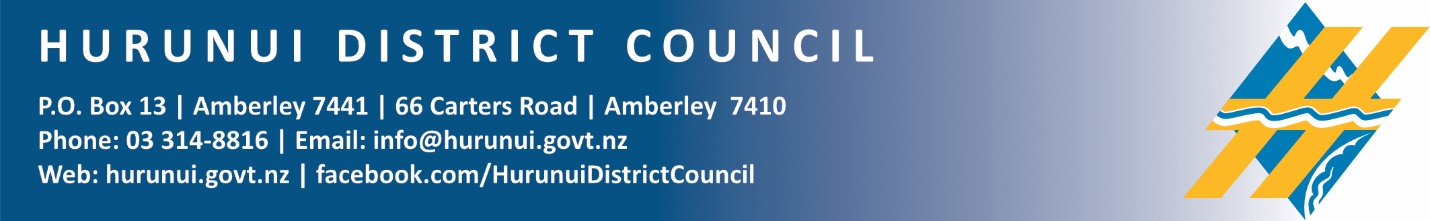 HURUNUI DISTRICT COUNCIL
P.O. Box 13 | Amberley 7441 | 66 Carters Road | Amberley  7410
Phone: 03 314-8816 | Email: info@hurunui.govt.nz
Web: hurunui.govt.nz | facebook.com/HurunuiDistrictCouncil